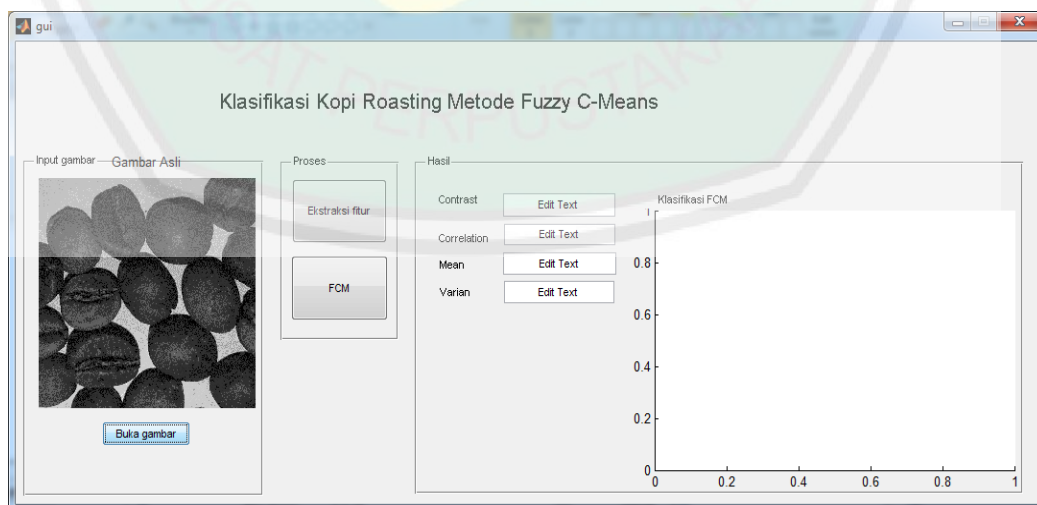 gui
PUSAT PERPUSTAKAAN
Klasifikasi Kopi Roasting Metode Fuzzy C-Means
Input gambar
Gambar Asli
Buka gambar
Proses
Ekstraksi fitur
FCM
Hasil
Contrast
Edit Text
Correlation
Edit Text
Mean
Edit Text
Varian
Edit Text
Klasifikasi FCM
1
0.8
0.6
0.4
0.2
0
0
0.2
0.4
0.6
0.8
1